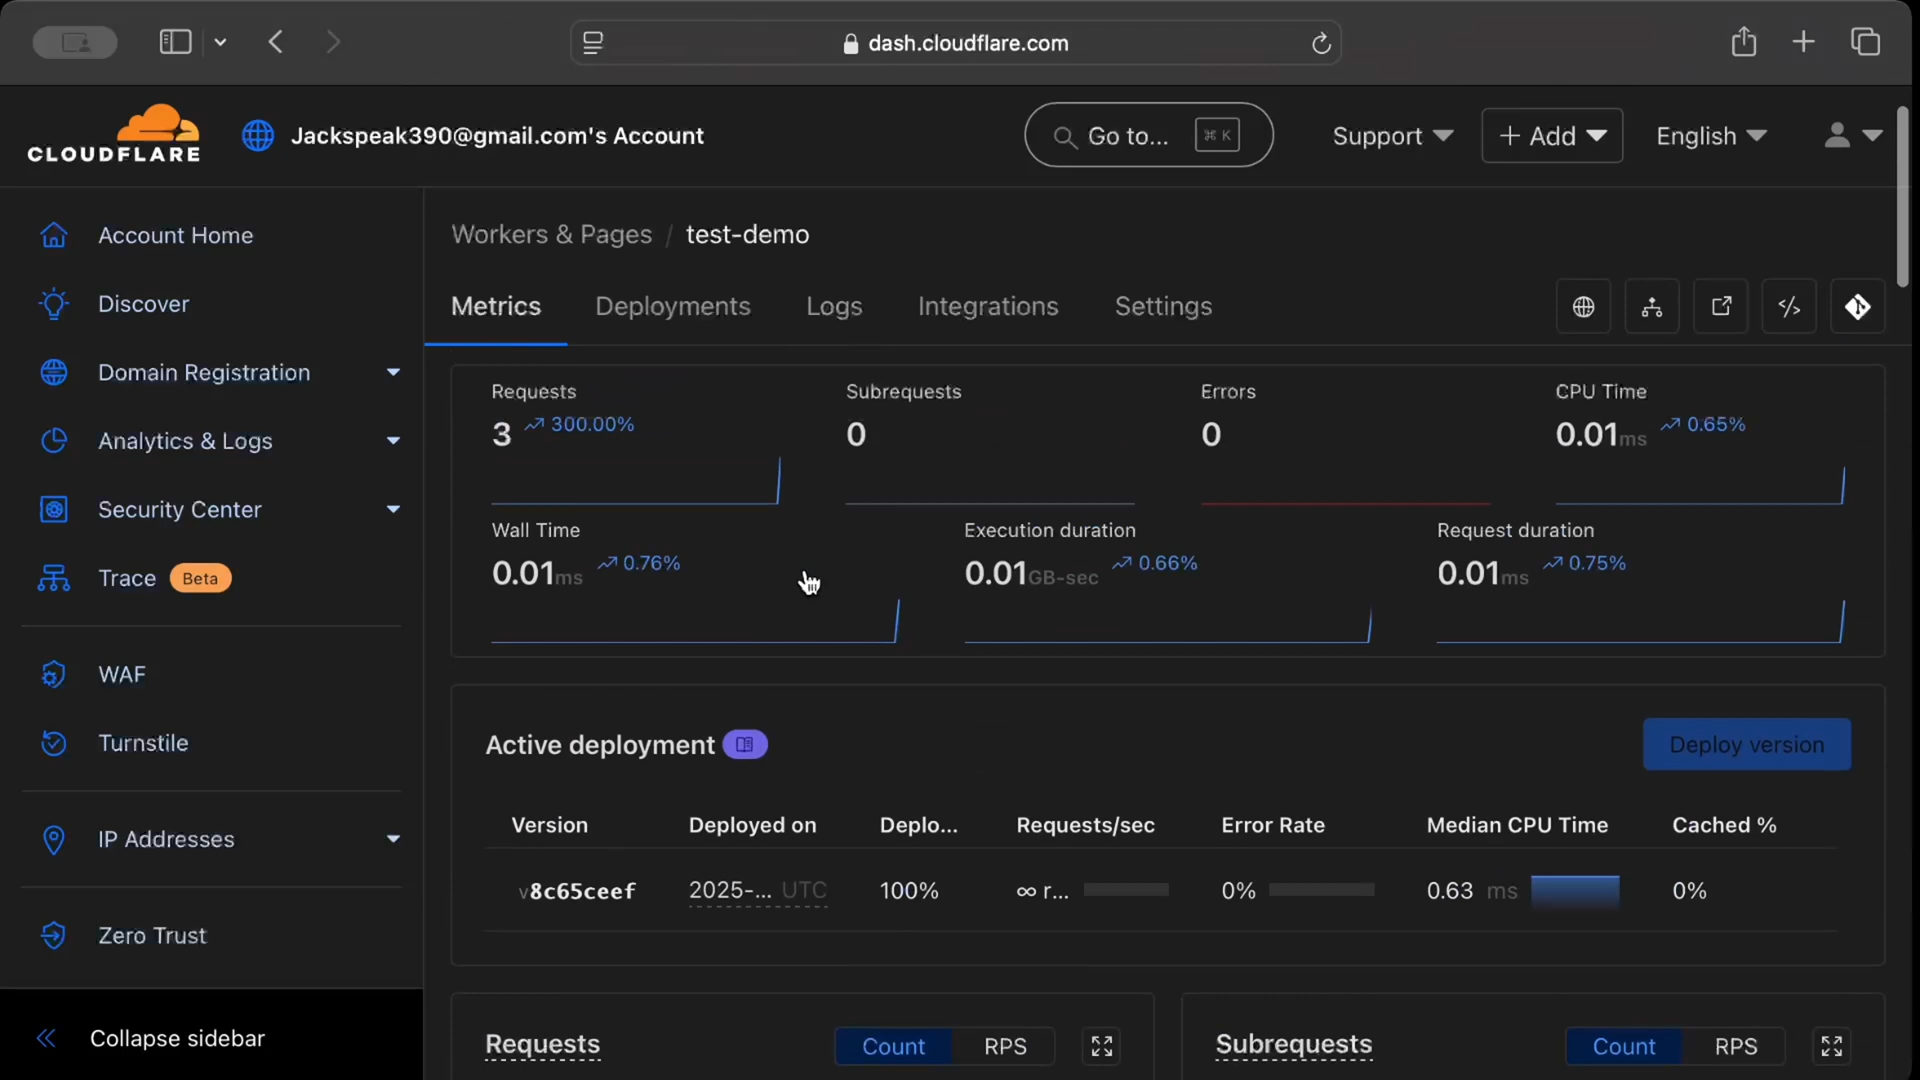 dash.cloudflare.com
CLOUDFLARE
Jackspeak390@gmail.com's Account
Go to... ⌘ K
Support
+ Add
English
Account Home
Discover
Domain Registration
Analytics & Logs
Security Center
Trace Beta
WAF
Turnstile
IP Addresses
Zero Trust
Collapse sidebar
Workers & Pages / test-demo
Metrics Deployments Logs Integrations Settings
Requests Subrequests Errors CPU Time
3 300.00% 0 0 0.01ms 0.65%
Wall Time Execution duration Request duration
0.01ms 0.76% 0.01GB-sec 0.66% 0.01ms 0.75%
Active deployment
Deploy version
Version Deployed on Deplo... Requests/sec Error Rate Median CPU Time Cached %
v8c65ceef 2025-... UTC 100% ∞ r... 0% 0.63 ms 0%
Requests Count RPS
Subrequests Count RPS